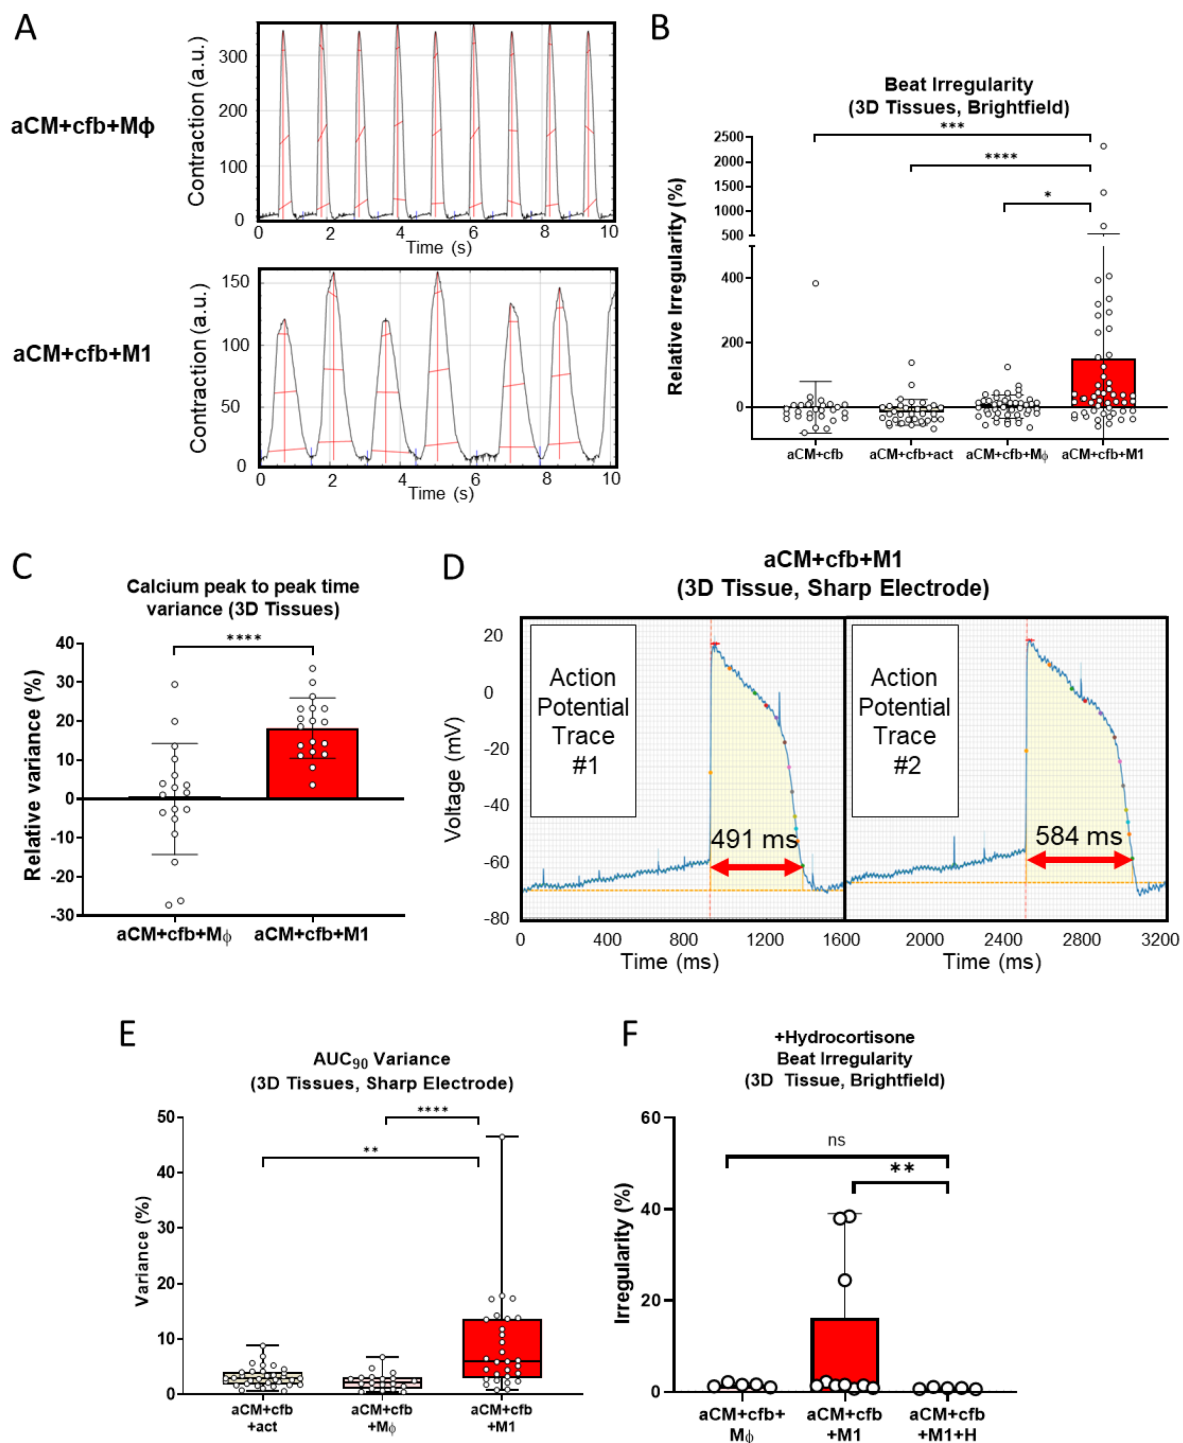 A
aCM+cfb+Mϕ
Contraction (a.u.)
300
200
100
0
0 2 4 6 8 10
Time (s)
aCM+cfb+M1
Contraction (a.u.)
150
100
50
0
0 2 4 6 8 10
Time (s)
B
Beat Irregularity
(3D Tissues, Brightfield)
***
****
*
Relative Irregularity (%)
2500
2000
1500
1000
500
400
200
0
aCM+cfb aCM+cfb+act aCM+cfb+Mϕ aCM+cfb+M1
C
Calcium peak to peak time
variance (3D Tissues)
****
Relative variance (%)
40
30
20
10
0
-10
-20
-30
aCM+cfb+Mϕ aCM+cfb+M1
D
aCM+cfb+M1
(3D Tissue, Sharp Electrode)
Voltage (mV)
20
0
-20
-40
-60
-80
Action
Potential
Trace
#1
491 ms
Action
Potential
Trace
#2
584 ms
0 400 800 1200 1600 2000 2400 2800 3200
Time (ms) Time (ms)
E
AUC90 Variance
(3D Tissues, Sharp Electrode)
****
**
Variance (%)
50
40
30
20
10
0
aCM+cfb
+act
aCM+cfb
+Mϕ
aCM+cfb
+M1
F
+Hydrocortisone
Beat Irregularity
(3D Tissue, Brightfield)
ns
**
Irregularity (%)
60
40
20
0
aCM+cfb+
Mϕ
aCM+cfb
+M1
aCM+cfb
+M1+H